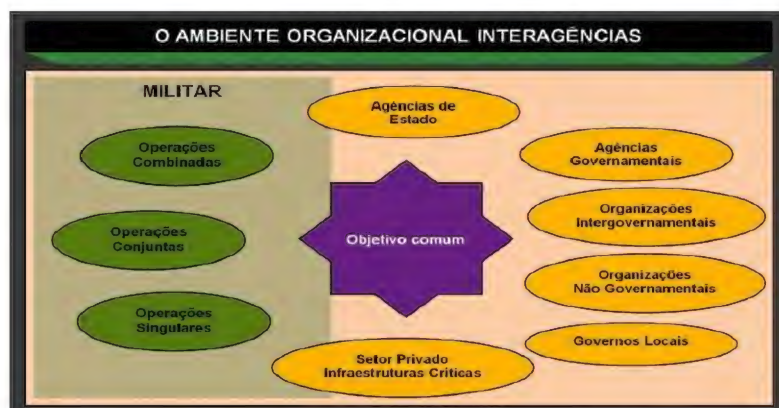 O AMBIENTE ORGANIZACIONAL INTERAGÊNCIAS
MILITAR
Agências de
Estado
Operações
Combinadas
Agências
Governamentais
Organizações
Intergovernamentais
Operações
Conjuntas
Objetivo comum
Organizações
Não Governamentais
Operações
Singulares
Governos Locais
Setor Privado
Infraestruturas Críticas